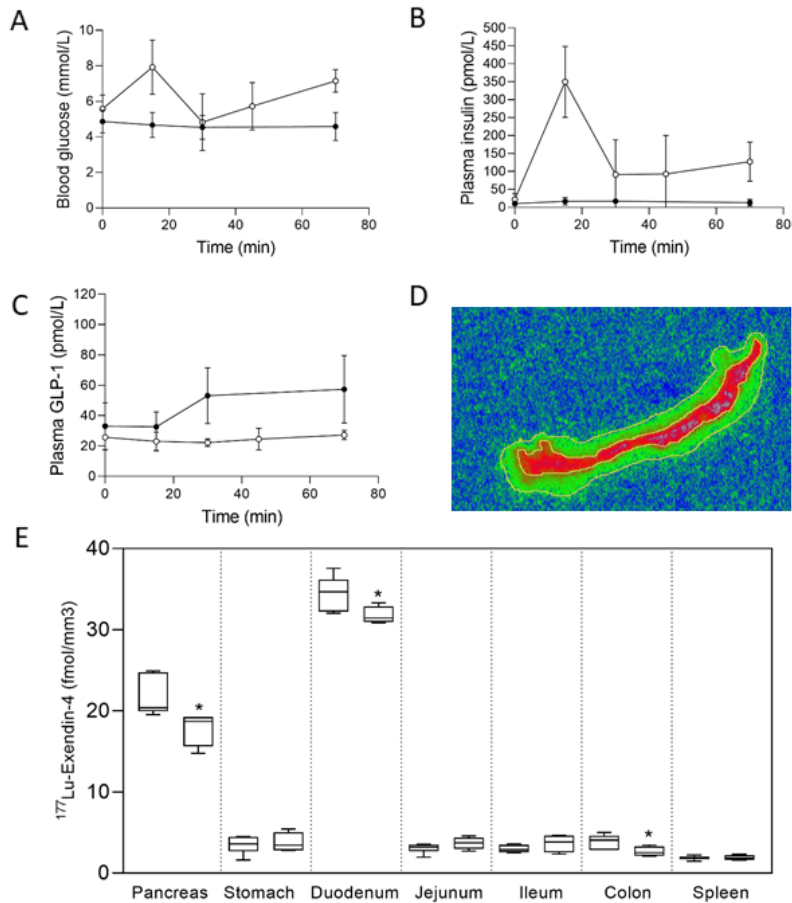 A
Blood glucose (mmol/L)
10
8
6
4
2
0
0 20 40 60 80
Time (min)
B
Plasma insulin (pmol/L)
500
450
400
350
300
250
200
150
100
50
0
0 20 40 60 80
Time (min)
C
Plasma GLP-1 (pmol/L)
120
100
80
60
40
20
0
0 20 40 60 80
Time (min)
D
E
177Lu-Exendin-4 (fmol/mm3)
40
30
20
10
0
* * *
Pancreas Stomach Duodenum Jejunum Ileum Colon Spleen